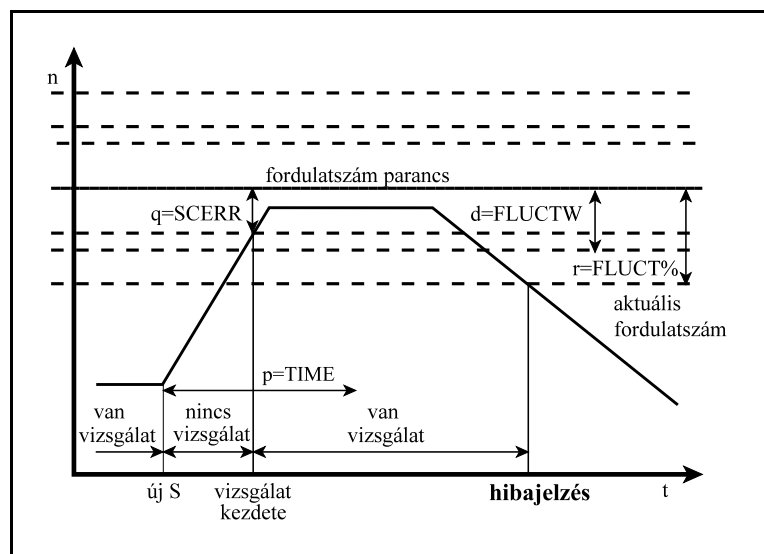 n
fordulatszám parancs
q=SCERR
d=FLUCTW
r=FLUCT%
aktuális
fordulatszám
p=TIME
van
vizsgálat
nincs
vizsgálat
van
vizsgálat
új S
vizsgálat
kezdete
hibajelzés
t